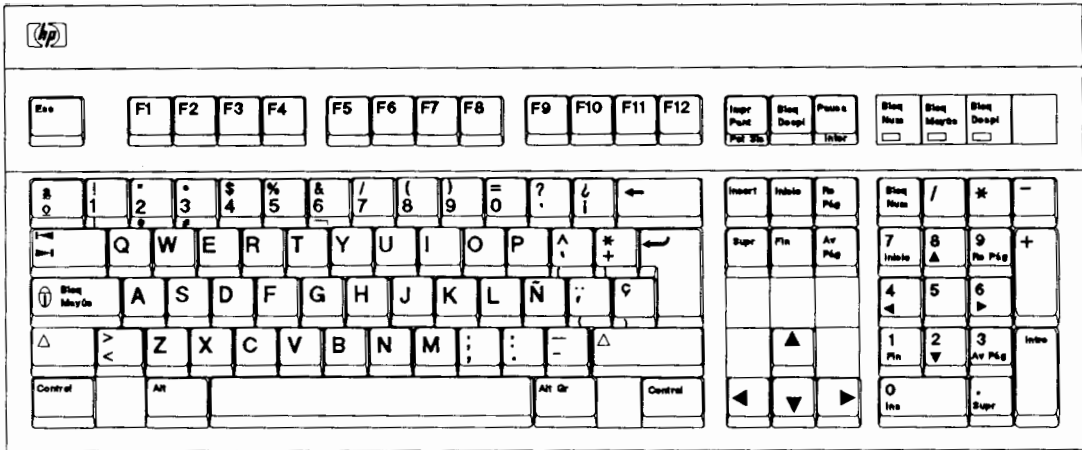 hp
Esc F1 F2 F3 F4 F5 F6 F7 F8 F9 F10 F11 F12 Impr Pant Pet Sis Bloq Despl Pausa Inter Bloq Num Bloq Mayús Bloq Despl
ª º ! 1 " 2 @ • 3 # $ 4 % 5 & 6 ¬ / 7 ( 8 ) 9 = 0 ? ' ¿ ¡ ← Insert Inicio Re Pág Bloq Num / * -
Q W E R T Y U I O P ^ ` * + Supr Fin Av Pág 7 Inicio 8 ▲ 9 Re Pág +
Bloq Mayús A S D F G H J K L Ñ ¨ ´ Ç 4 ◀ 5 6 ▶
△ > < Z X C V B N M ; , : . _ - △ ▲ 1 Fin 2 ▼ 3 Av Pág Intro
Control Alt Alt Gr Control ◀ ▼ ▶ 0 Ins . Supr